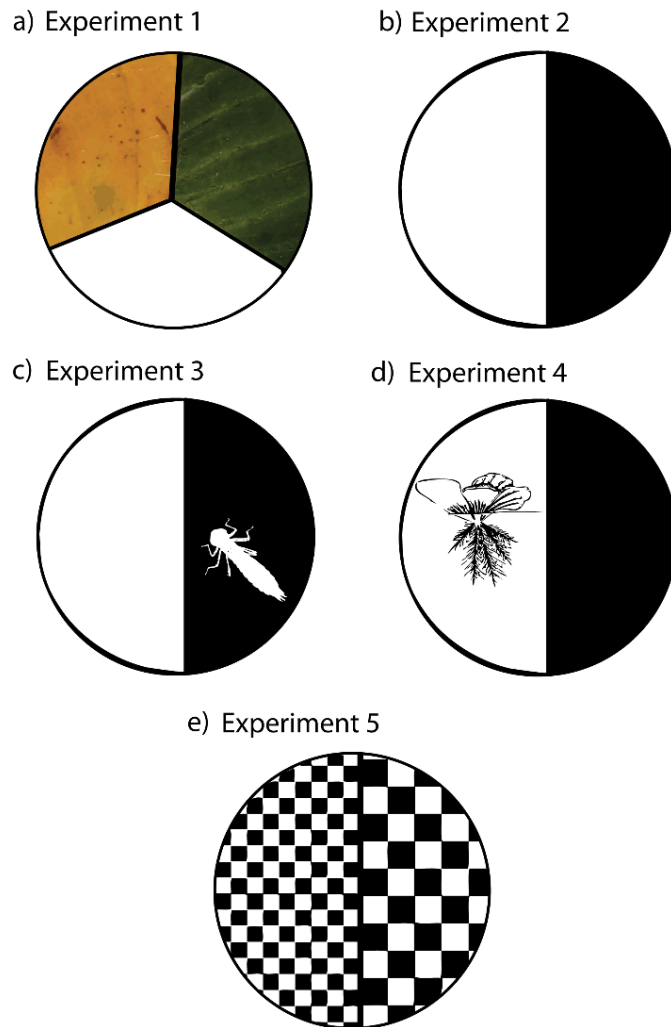 a) Experiment 1
b) Experiment 2
c) Experiment 3
d) Experiment 4
e) Experiment 5